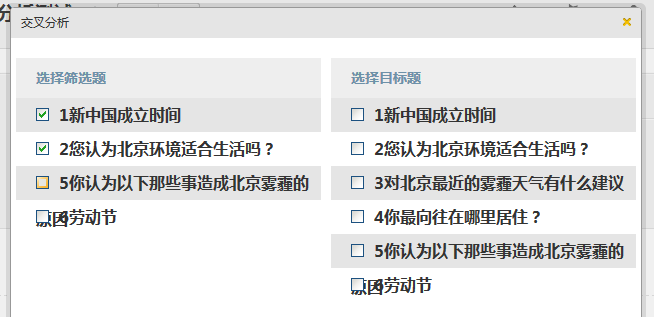 交叉分析
选择筛选题
1新中国成立时间
2您认为北京环境适合生活吗？
5你认为以下那些事造成北京雾霾的
原因
6劳动节
选择目标题
1新中国成立时间
2您认为北京环境适合生活吗？
3对北京最近的雾霾天气有什么建议
4你最向往在哪里居住？
5你认为以下那些事造成北京雾霾的
原因
6劳动节